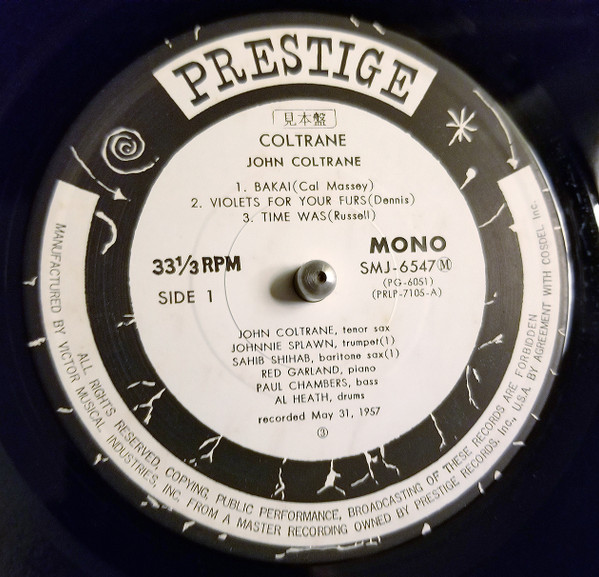 PRESTIGE
見本盤
COLTRANE
JOHN COLTRANE
1. BAKAI(Cal Massey)
2. VIOLETS FOR YOUR FURS(Dennis)
3. TIME WAS(Russell)
33⅓ RPM
SIDE 1
MONO
SMJ-6547 Ⓜ
(PG-6051)
(PRLP-7105-A)
JOHN COLTRANE, tenor sax
JOHNNIE SPLAWN, trumpet(1)
SAHIB SHIHAB, baritone sax(1)
RED GARLAND, piano
PAUL CHAMBERS, bass
AL HEATH, drums
recorded May 31, 1957
③
ALL RIGHTS RESERVED, COPYING, PUBLIC PERFORMANCE, BROADCASTING OF THESE RECORDS ARE FORBIDDEN
MANUFACTURED BY VICTOR MUSICAL INDUSTRIES, INC. FROM A MASTER RECORDING OWNED BY PRESTIGE RECORDS, Inc., U.S.A. BY AGREEMENT WITH COSDEL Inc.